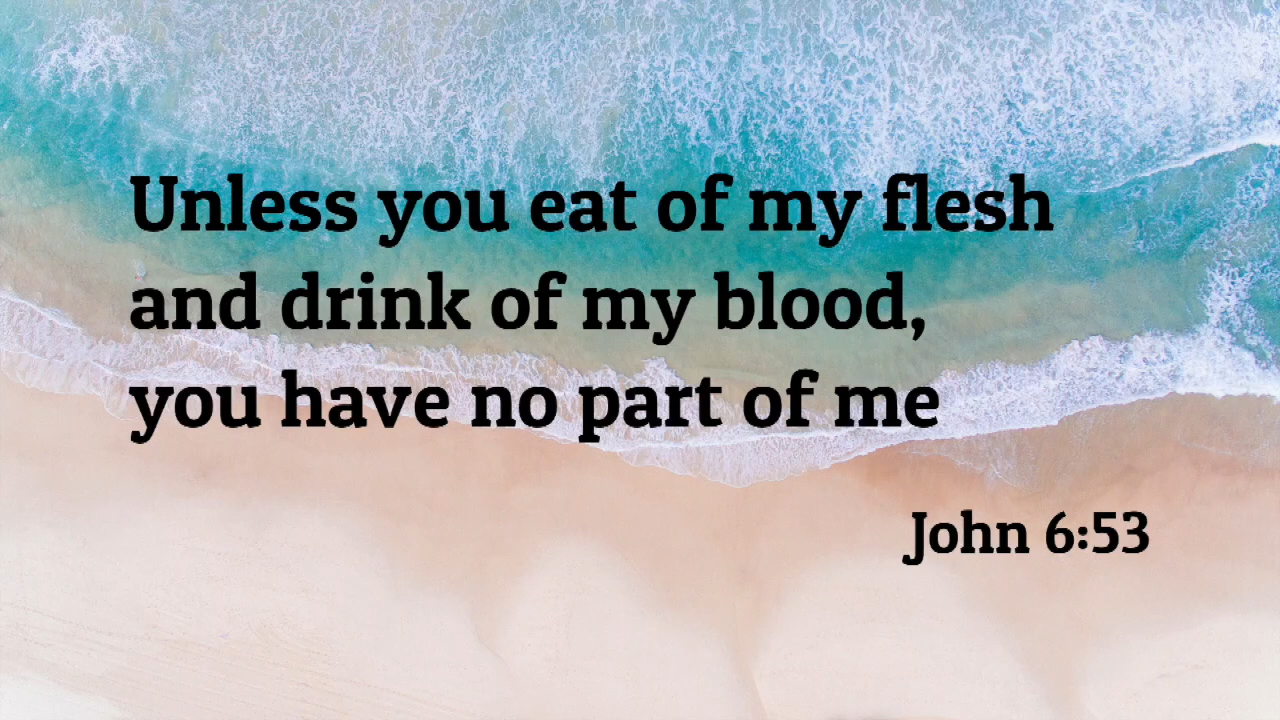 Unless you eat of my flesh
and drink of my blood,
you have no part of me
John 6:53